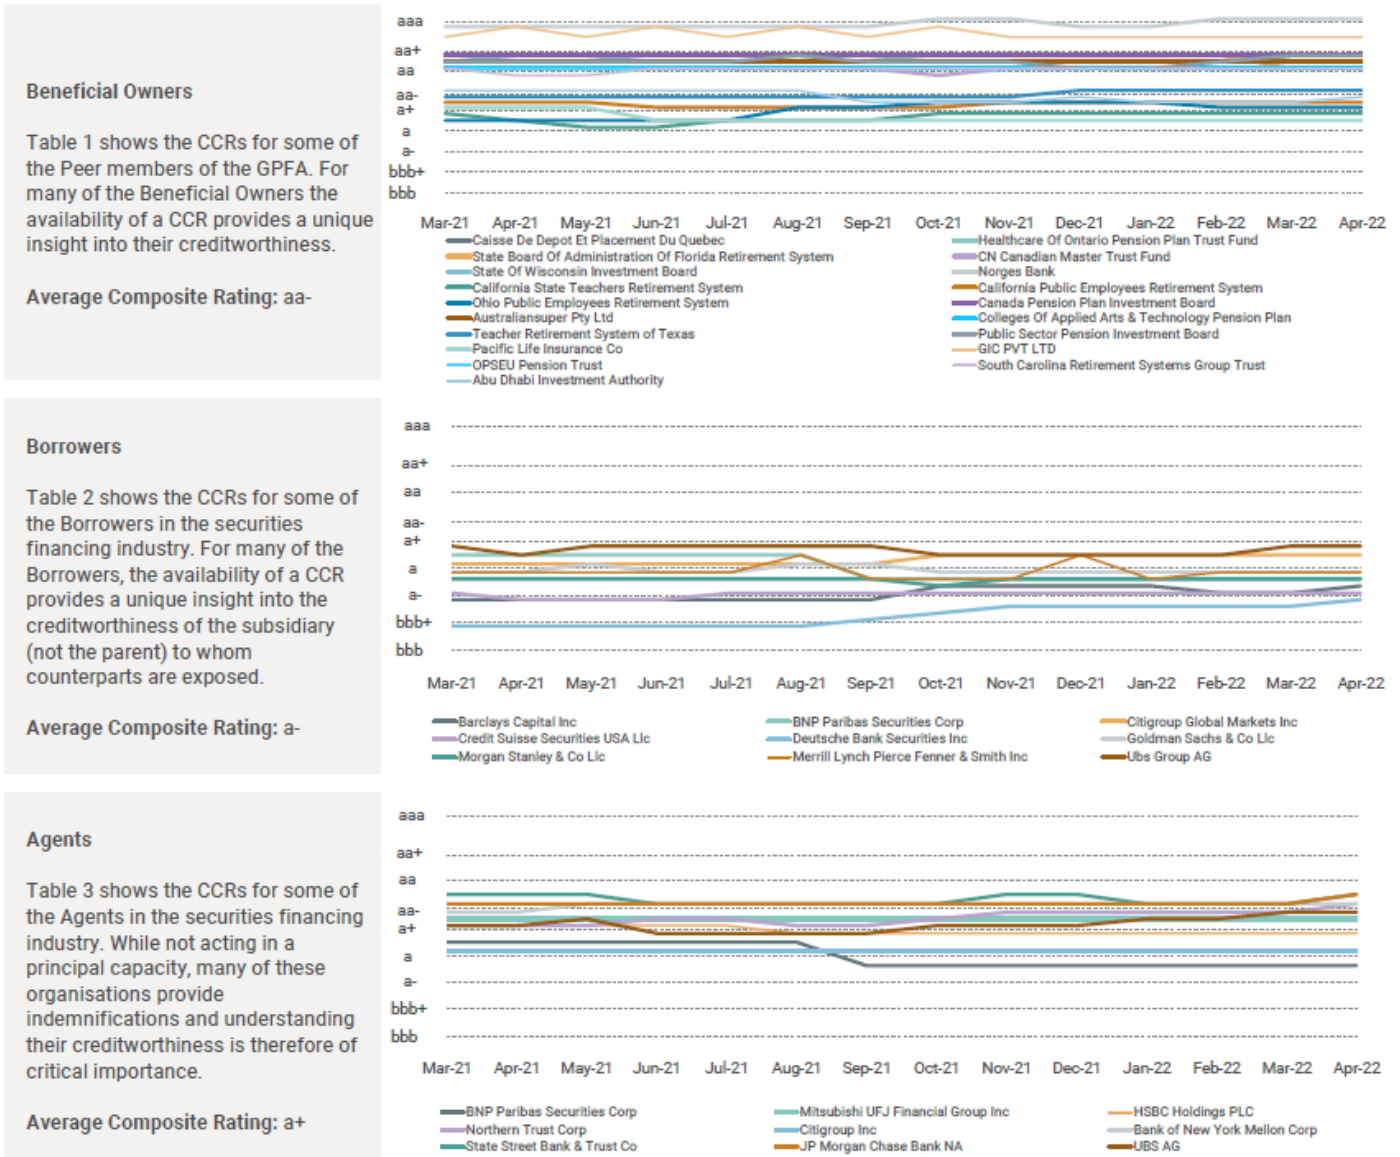 Beneficial Owners
Table 1 shows the CCRs for some of
the Peer members of the GPFA. For
many of the Beneficial Owners the
availability of a CCR provides a unique
insight into their creditworthiness.
Average Composite Rating: aa-
aaa
aa+
aa
aa-
a+
a
a-
bbb+
bbb
Mar-21 Apr-21 May-21 Jun-21 Jul-21 Aug-21 Sep-21 Oct-21 Nov-21 Dec-21 Jan-22 Feb-22 Mar-22 Apr-22
Caisse De Depot Et Placement Du Quebec
Healthcare Of Ontario Pension Plan Trust Fund
State Board Of Administration Of Florida Retirement System
CN Canadian Master Trust Fund
State Of Wisconsin Investment Board
Norges Bank
California State Teachers Retirement System
California Public Employees Retirement System
Ohio Public Employees Retirement System
Canada Pension Plan Investment Board
Australiansuper Pty Ltd
Colleges Of Applied Arts & Technology Pension Plan
Teacher Retirement System of Texas
Public Sector Pension Investment Board
Pacific Life Insurance Co
GIC PVT LTD
OPSEU Pension Trust
South Carolina Retirement Systems Group Trust
Abu Dhabi Investment Authority
Borrowers
Table 2 shows the CCRs for some of
the Borrowers in the securities
financing industry. For many of the
Borrowers, the availability of a CCR
provides a unique insight into the
creditworthiness of the subsidiary
(not the parent) to whom
counterparts are exposed.
Average Composite Rating: a-
aaa
aa+
aa
aa-
a+
a
a-
bbb+
bbb
Mar-21 Apr-21 May-21 Jun-21 Jul-21 Aug-21 Sep-21 Oct-21 Nov-21 Dec-21 Jan-22 Feb-22 Mar-22 Apr-22
Barclays Capital Inc
BNP Paribas Securities Corp
Citigroup Global Markets Inc
Credit Suisse Securities USA Llc
Deutsche Bank Securities Inc
Goldman Sachs & Co Llc
Morgan Stanley & Co Llc
Merrill Lynch Pierce Fenner & Smith Inc
Ubs Group AG
Agents
Table 3 shows the CCRs for some of
the Agents in the securities financing
industry. While not acting in a
principal capacity, many of these
organisations provide
indemnifications and understanding
their creditworthiness is therefore of
critical importance.
Average Composite Rating: a+
aaa
aa+
aa
aa-
a+
a
a-
bbb+
bbb
Mar-21 Apr-21 May-21 Jun-21 Jul-21 Aug-21 Sep-21 Oct-21 Nov-21 Dec-21 Jan-22 Feb-22 Mar-22 Apr-22
BNP Paribas Securities Corp
Mitsubishi UFJ Financial Group Inc
HSBC Holdings PLC
Northern Trust Corp
Citigroup Inc
Bank of New York Mellon Corp
State Street Bank & Trust Co
JP Morgan Chase Bank NA
UBS AG